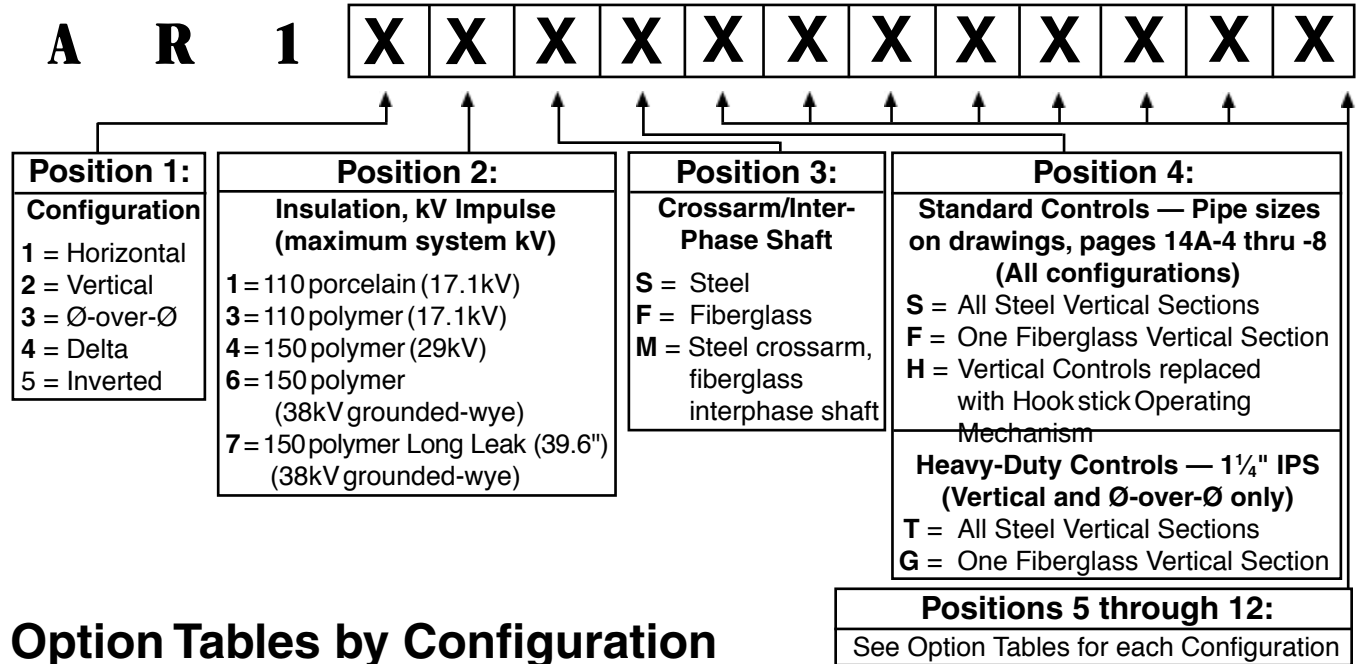 A R 1 X X X X X X X X X X X X
Position 1:
Configuration
1 = Horizontal
2 = Vertical
3 = Ø-over-Ø
4 = Delta
5 = Inverted
Position 2:
Insulation, kV Impulse
(maximum system kV)
1 = 110 porcelain (17.1kV)
3 = 110 polymer (17.1kV)
4 = 150 polymer (29kV)
6 = 150 polymer
(38kV grounded-wye)
7 = 150 polymer Long Leak (39.6")
(38kV grounded-wye)
Position 3:
Crossarm/Inter-
Phase Shaft
S = Steel
F = Fiberglass
M = Steel crossarm,
fiberglass
interphase shaft
Position 4:
Standard Controls — Pipe sizes
on drawings, pages 14A-4 thru -8
(All configurations)
S = All Steel Vertical Sections
F = One Fiberglass Vertical Section
H = Vertical Controls replaced
with Hookstick Operating
Mechanism
Heavy-Duty Controls — 1¼" IPS
(Vertical and Ø-over-Ø only)
T = All Steel Vertical Sections
G = One Fiberglass Vertical Section
Positions 5 through 12:
See Option Tables for each Configuration
Option Tables by Configuration